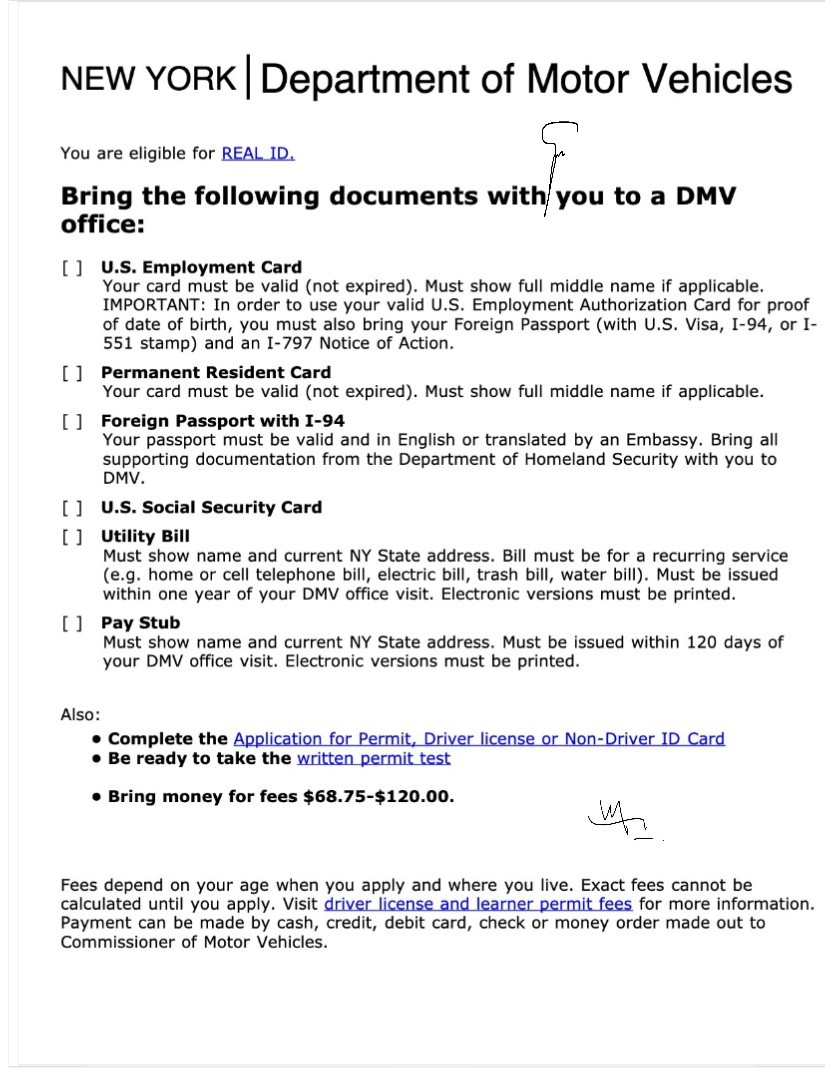 NEW YORK | Department of Motor Vehicles
You are eligible for REAL ID.
Bring the following documents with you to a DMV
office:
[ ] U.S. Employment Card
Your card must be valid (not expired). Must show full middle name if applicable.
IMPORTANT: In order to use your valid U.S. Employment Authorization Card for proof
of date of birth, you must also bring your Foreign Passport (with U.S. Visa, I-94, or I-
551 stamp) and an I-797 Notice of Action.
[ ] Permanent Resident Card
Your card must be valid (not expired). Must show full middle name if applicable.
[ ] Foreign Passport with I-94
Your passport must be valid and in English or translated by an Embassy. Bring all
supporting documentation from the Department of Homeland Security with you to
DMV.
[ ] U.S. Social Security Card
[ ] Utility Bill
Must show name and current NY State address. Bill must be for a recurring service
(e.g. home or cell telephone bill, electric bill, trash bill, water bill). Must be issued
within one year of your DMV office visit. Electronic versions must be printed.
[ ] Pay Stub
Must show name and current NY State address. Must be issued within 120 days of
your DMV office visit. Electronic versions must be printed.
Also:
• Complete the Application for Permit, Driver license or Non-Driver ID Card
• Be ready to take the written permit test
• Bring money for fees $68.75-$120.00.
Fees depend on your age when you apply and where you live. Exact fees cannot be
calculated until you apply. Visit driver license and learner permit fees for more information.
Payment can be made by cash, credit, debit card, check or money order made out to
Commissioner of Motor Vehicles.